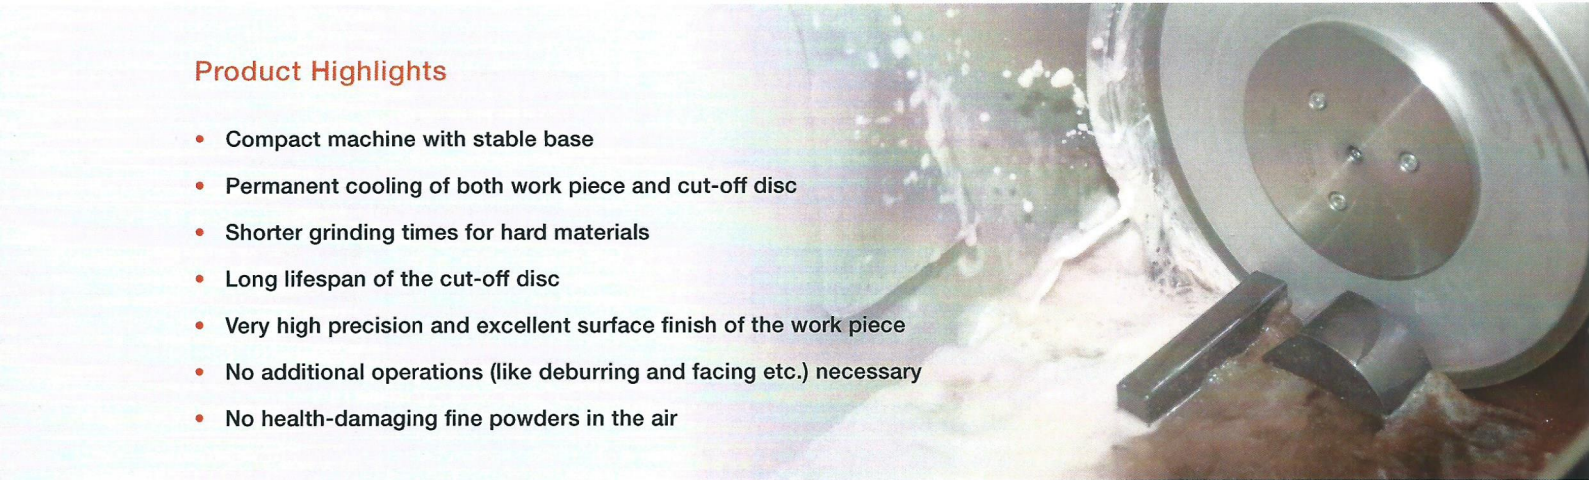 Product Highlights
• Compact machine with stable base
• Permanent cooling of both work piece and cut-off disc
• Shorter grinding times for hard materials
• Long lifespan of the cut-off disc
• Very high precision and excellent surface finish of the work piece
• No additional operations (like deburring and facing etc.) necessary
• No health-damaging fine powders in the air